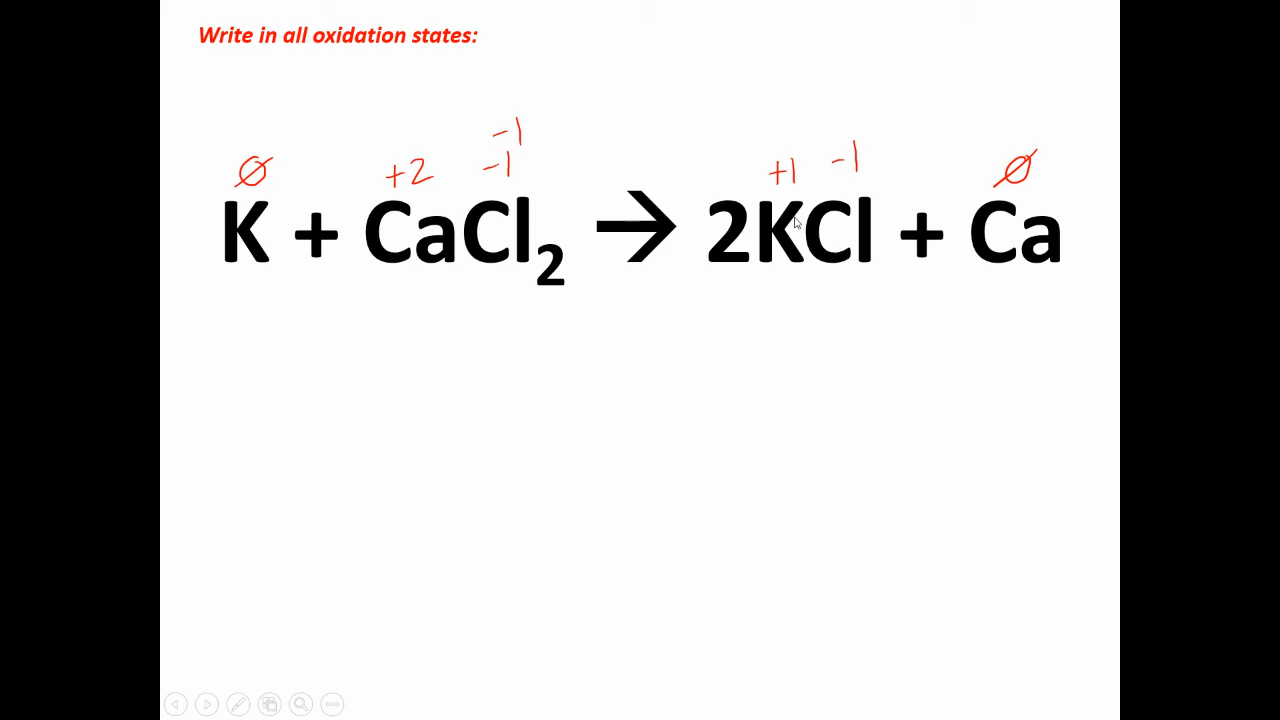 Write in all oxidation states:
-1
∅ +2 -1 +1 -1 ∅
K + CaCl₂ → 2KCl + Ca